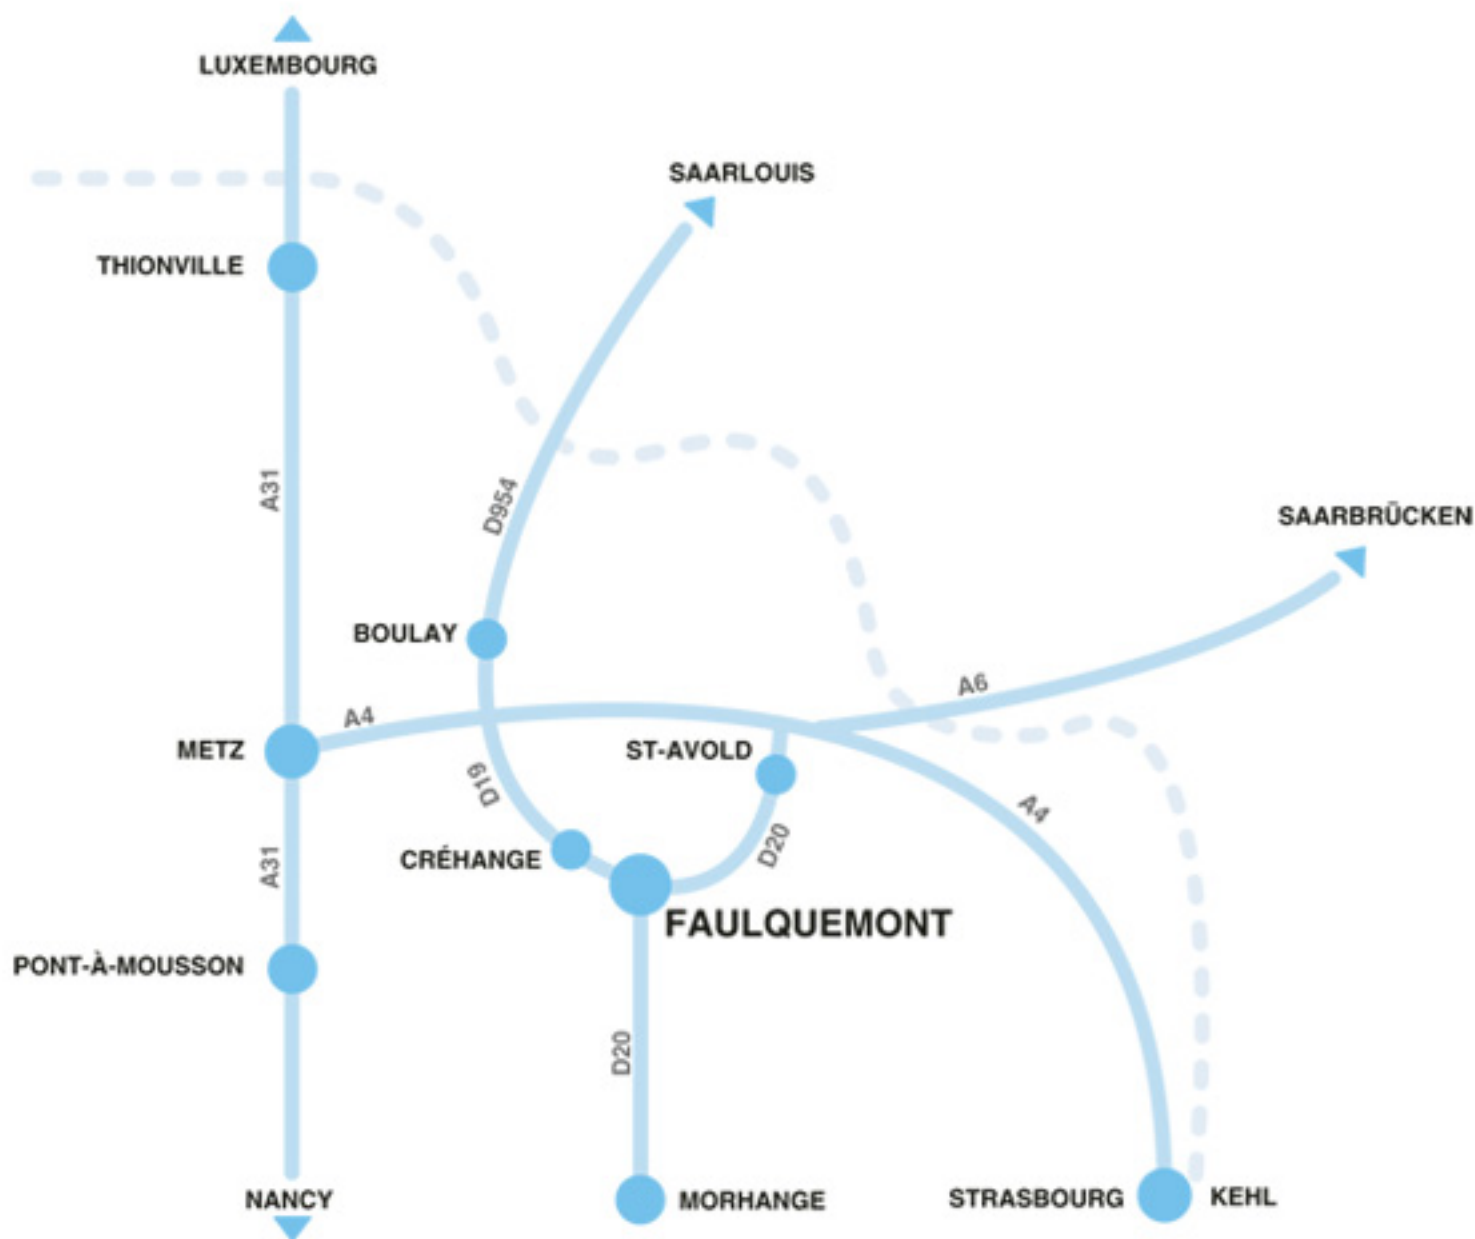 LUXEMBOURG
SAARLOUIS
THIONVILLE
A31
D954
SAARBRÜCKEN
BOULAY
A6
A4
METZ
ST-AVOLD
D19
A4
D20
CRÉHANGE
A31
FAULQUEMONT
PONT-À-MOUSSON
D20
NANCY
MORHANGE
STRASBOURG
KEHL